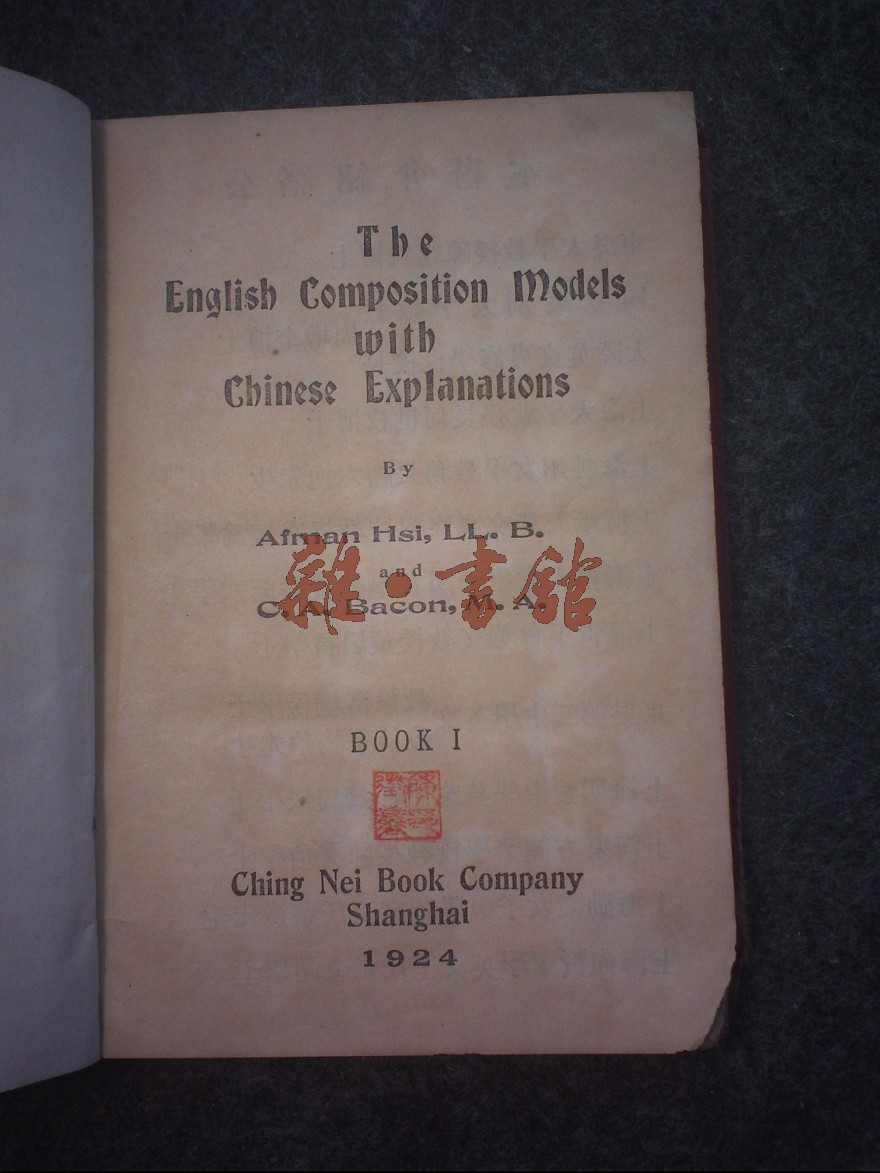 The
English Composition Models
with
Chinese Explanations
By
Afman Hsi, LL. B.
and
C. A. Bacon, M. A.
雜·書館
BOOK I
Ching Nei Book Company
Shanghai
1924